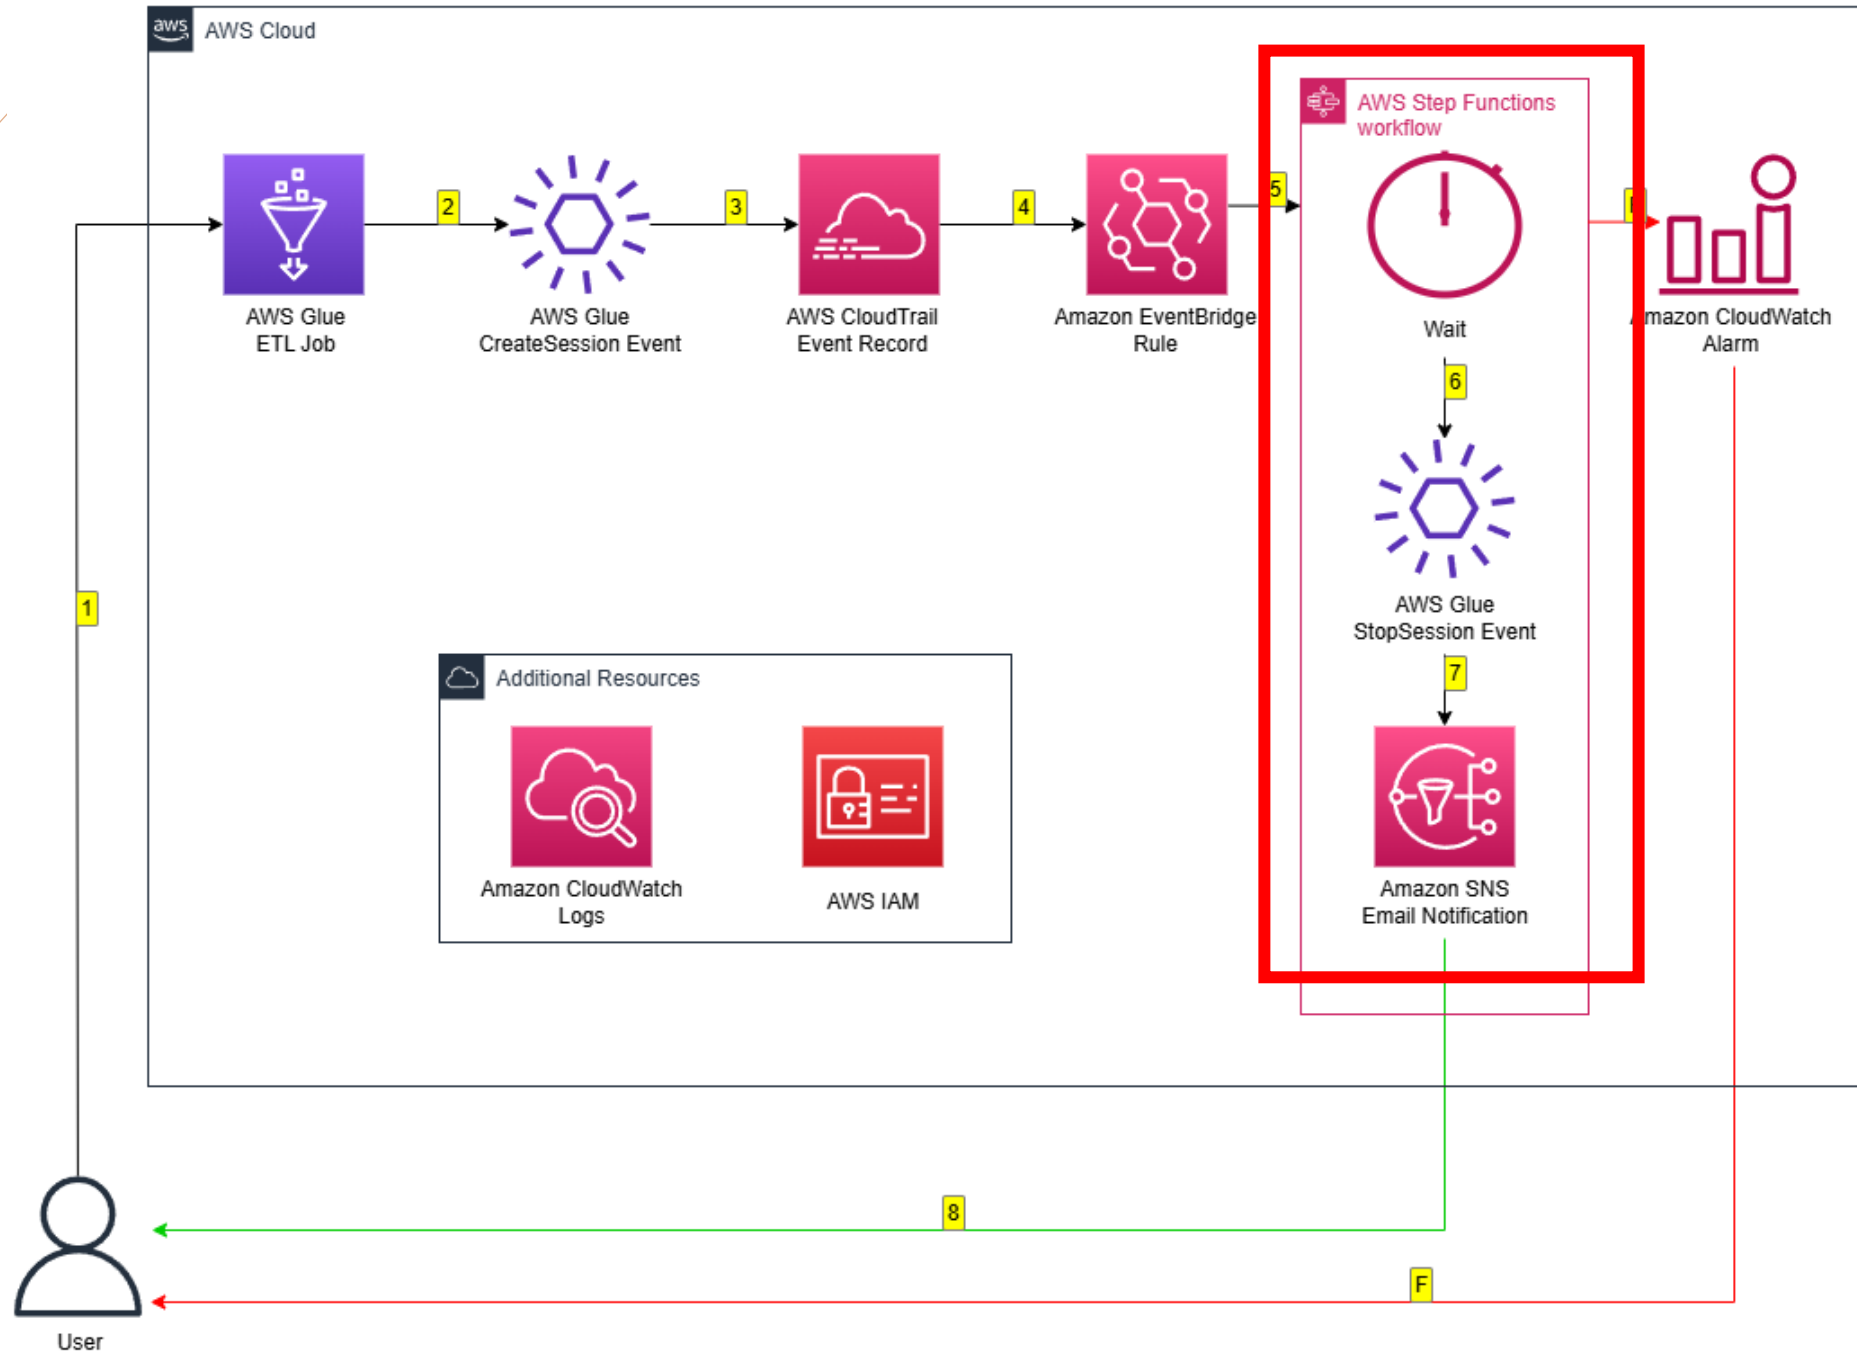 aws
AWS Cloud
AWS Step Functions
workflow
2
3
4
5
AWS Glue
ETL Job
AWS Glue
CreateSession Event
AWS CloudTrail
Event Record
Amazon EventBridge
Rule
Wait
Amazon CloudWatch
Alarm
6
AWS Glue
StopSession Event
1
7
Additional Resources
Amazon CloudWatch
Logs
AWS IAM
Amazon SNS
Email Notification
8
F
User